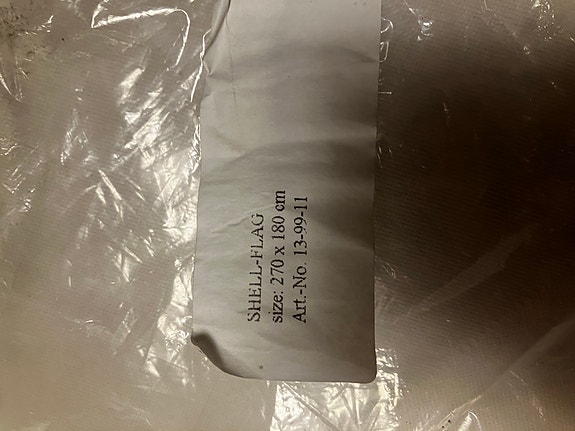 SHELL-FLAG
size: 270 x 180 cm
Art.-No. 13-99-11